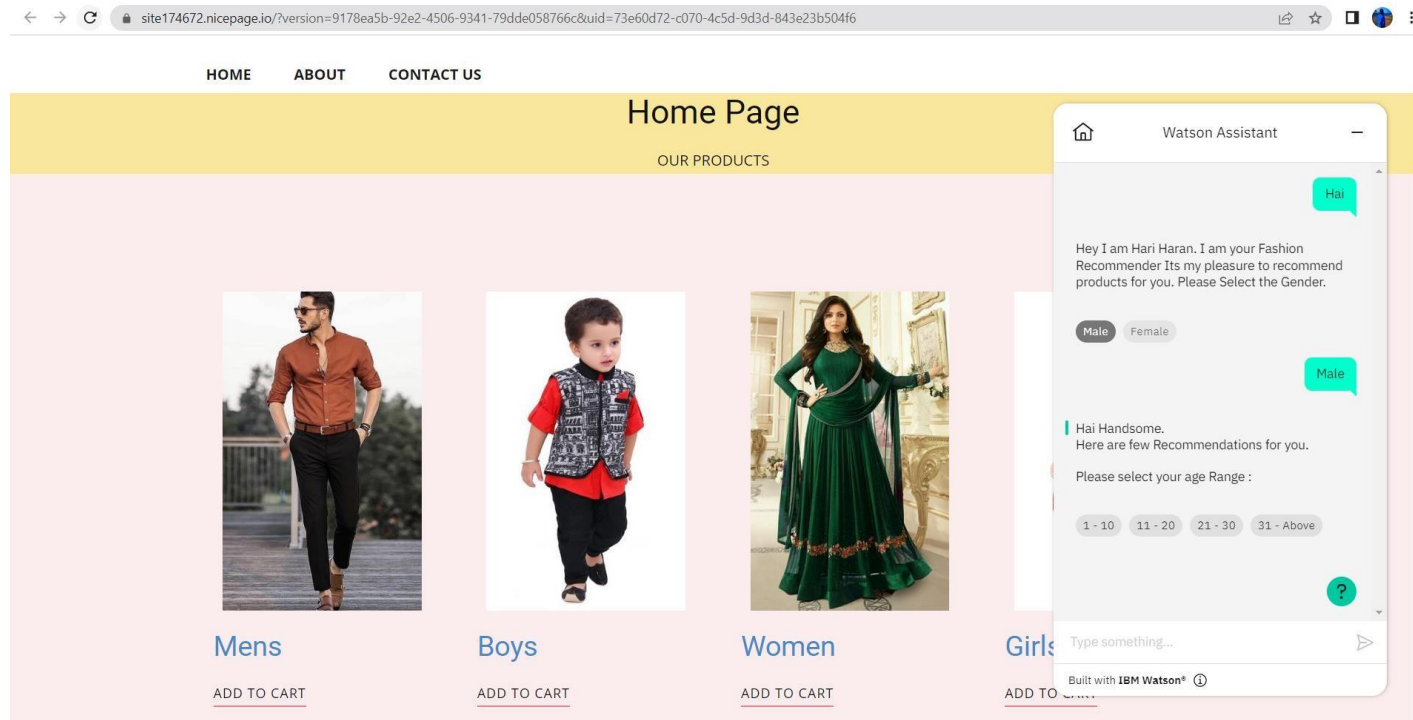 site174672.nicepage.io/?version=9178ea5b-92e2-4506-9341-79dde058766c&uid=73e60d72-c070-4c5d-9d3d-843e23b504f6
HOME ABOUT CONTACT US
Home Page
OUR PRODUCTS
Mens
ADD TO CART
Boys
ADD TO CART
Women
ADD TO CART
Girls
ADD TO CART
Watson Assistant
Hai
Hey I am Hari Haran. I am your Fashion
Recommender Its my pleasure to recommend
products for you. Please Select the Gender.
Male Female
Male
Hai Handsome.
Here are few Recommendations for you.
Please select your age Range :
1 - 10 11 - 20 21 - 30 31 - Above
?
Type something...
Built with IBM Watson®